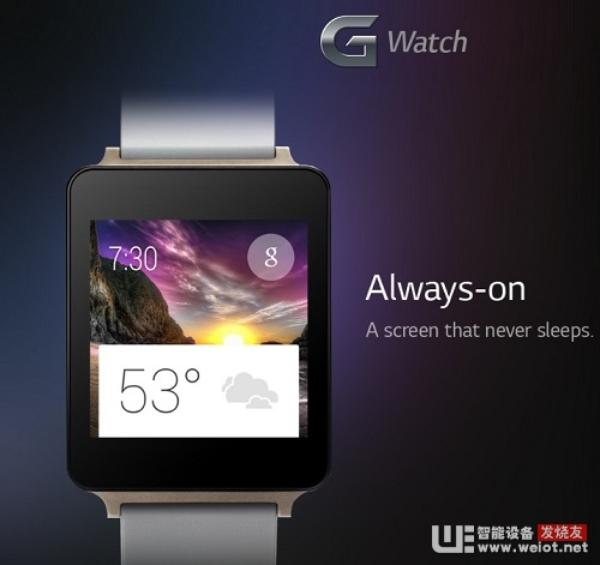 G Watch
7:30
g
Always-on
A screen that never sleeps.
53°
智能设备 发烧友
www.weiot.net